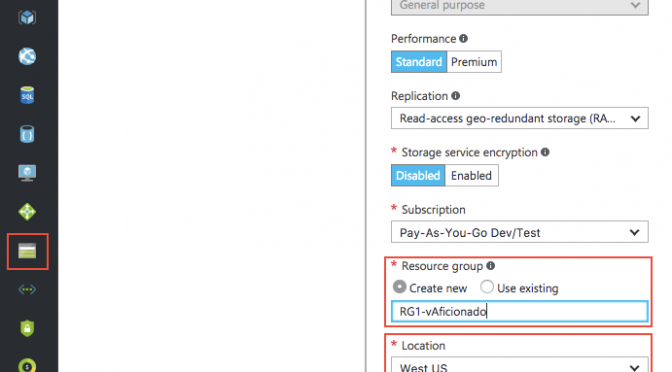 General purpose
Performance
Standard Premium
Replication
Read-access geo-redundant storage (RA...
* Storage service encryption
Disabled Enabled
* Subscription
Pay-As-You-Go Dev/Test
* Resource group
Create new Use existing
RG1-vAficionado
* Location
West US
SQL